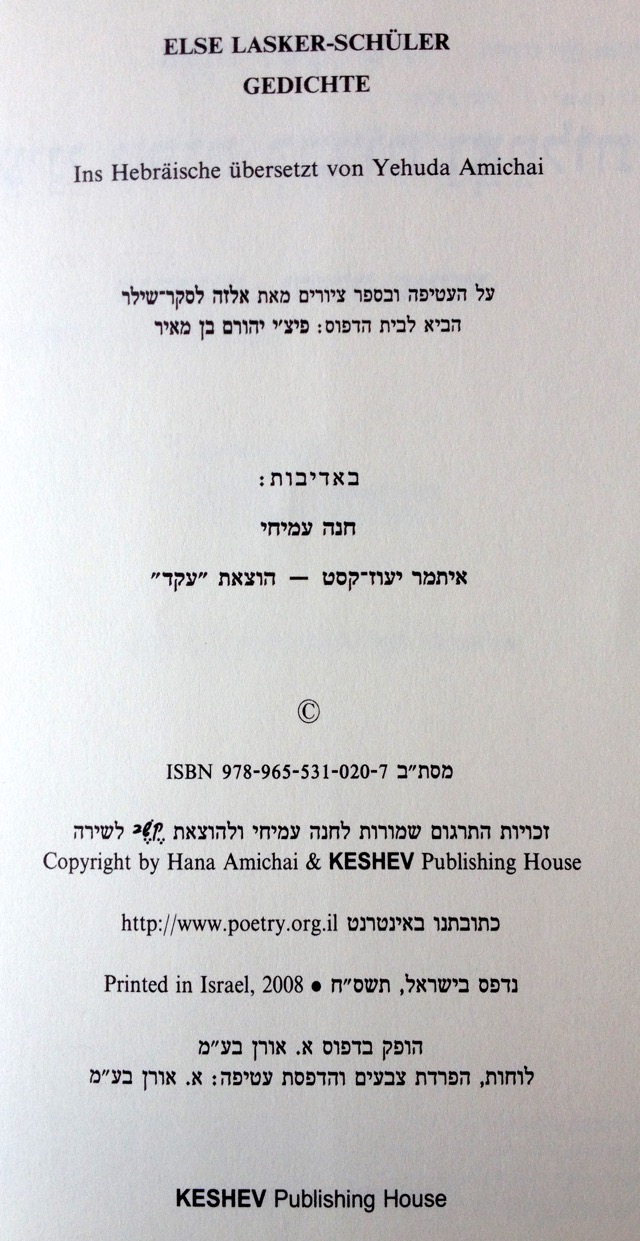 ELSE LASKER-SCHÜLER
GEDICHTE
Ins Hebräische übersetzt von Yehuda Amichai
על העטיפה ובספר ציורים מאת אלזה לסקר־שילר
הביא לבית הדפוס: פיצ׳י יהורם בן מאיר
באדיבות:
חנה עמיחי
איתמר יעוז־קסט — הוצאת ״עקד״
©
מסת״ב ISBN 978-965-531-020-7
זכויות התרגום שמורות לחנה עמיחי ולהוצאת קֶשֶׁב לשירה
Copyright by Hana Amichai & KESHEV Publishing House
כתובתנו באינטרנט http://www.poetry.org.il
נדפס בישראל, תשס״ח • Printed in Israel, 2008
הופק בדפוס א. אורן בע״מ
לוחות, הפרדת צבעים והדפסת עטיפה: א. אורן בע״מ
KESHEV Publishing House